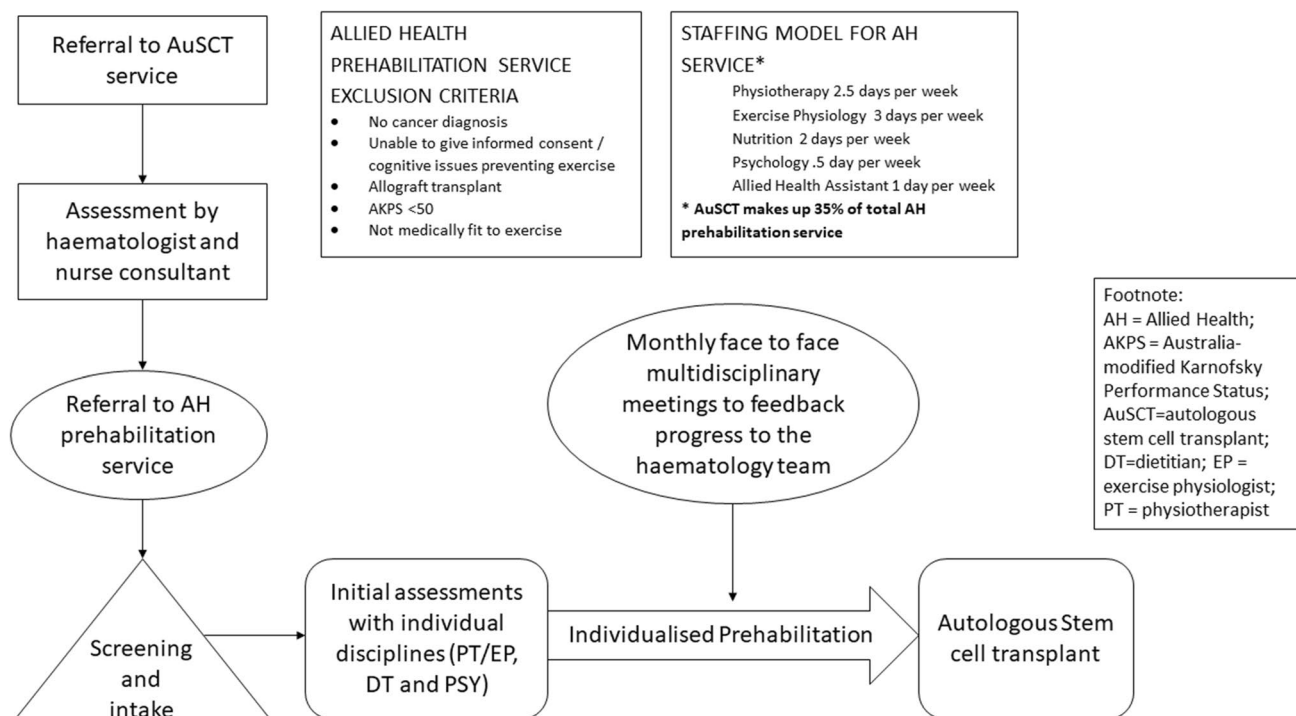 Referral to AuSCT
service
Assessment by
haematologist and
nurse consultant
Referral to AH
prehabilitation
service
Screening
and
intake
ALLIED HEALTH
PREHABILITATION SERVICE
EXCLUSION CRITERIA
• No cancer diagnosis
• Unable to give informed consent /
cognitive issues preventing exercise
• Allograft transplant
• AKPS <50
• Not medically fit to exercise
STAFFING MODEL FOR AH
SERVICE*
Physiotherapy 2.5 days per week
Exercise Physiology 3 days per week
Nutrition 2 days per week
Psychology .5 day per week
Allied Health Assistant 1 day per week
* AuSCT makes up 35% of total AH
prehabilitation service
Monthly face to face
multidisciplinary
meetings to feedback
progress to the
haematology team
Initial assessments
with individual
disciplines (PT/EP,
DT and PSY)
Individualised Prehabilitation
Autologous Stem
cell transplant
Footnote:
AH = Allied Health;
AKPS = Australia-
modified Karnofsky
Performance Status;
AuSCT=autologous
stem cell transplant;
DT=dietitian; EP =
exercise physiologist;
PT = physiotherapist